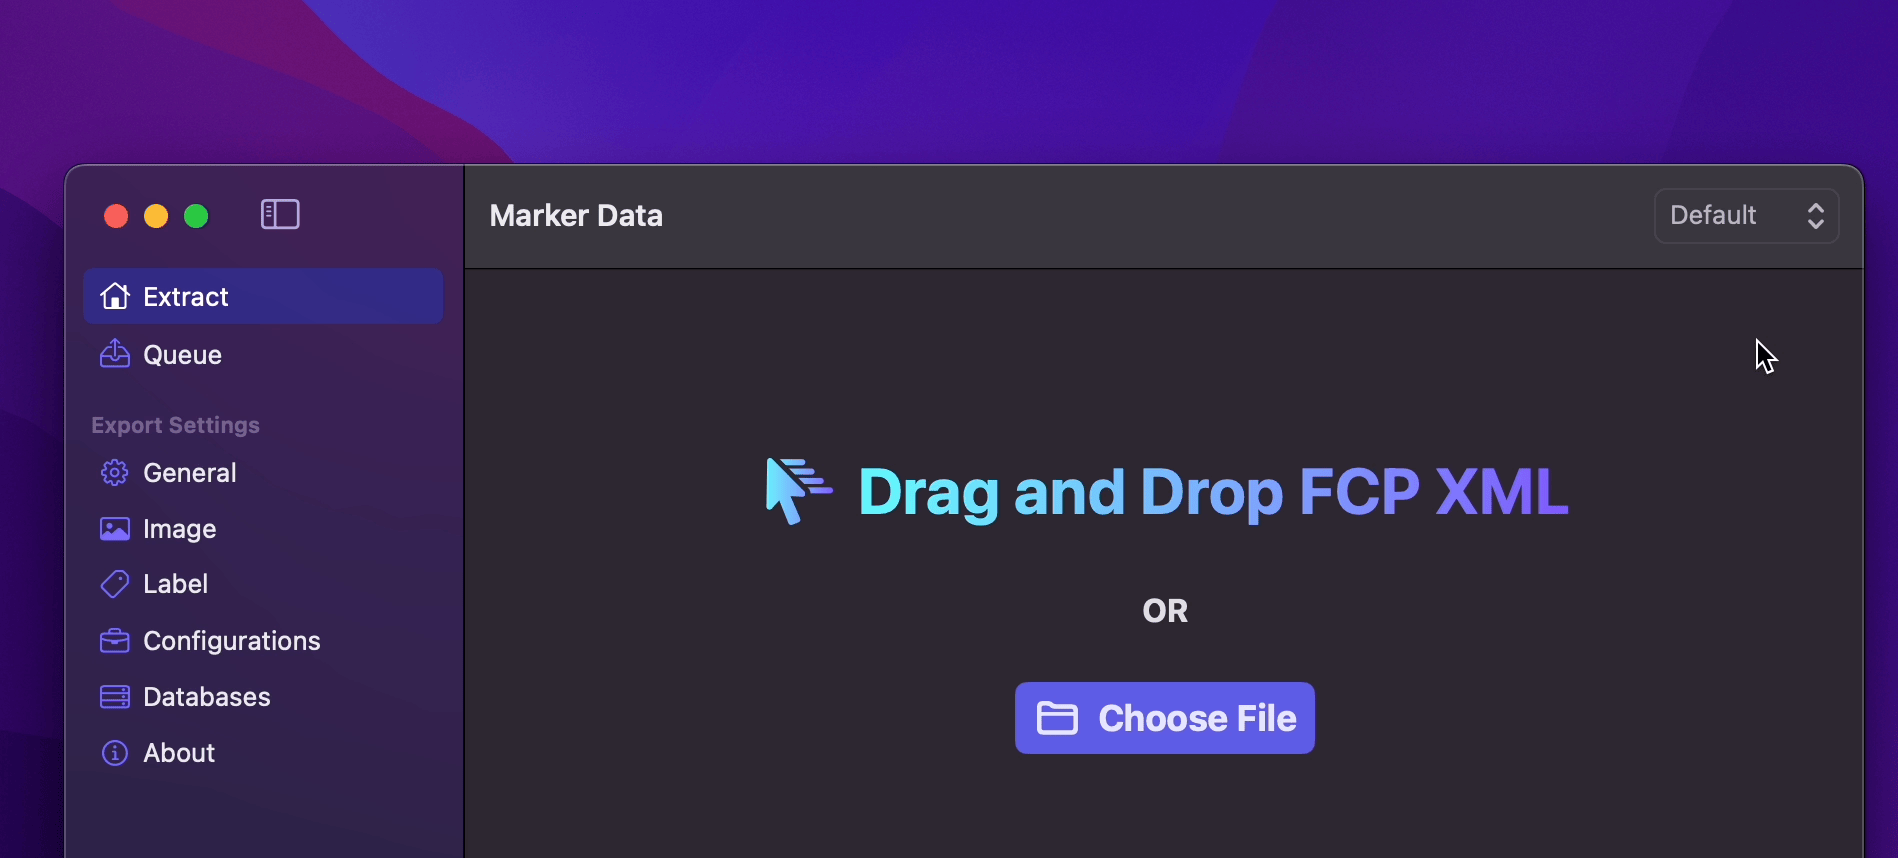 Marker Data
Default
Extract
Queue
Export Settings
General
Image
Label
Configurations
Databases
About
Drag and Drop FCP XML
OR
Choose File